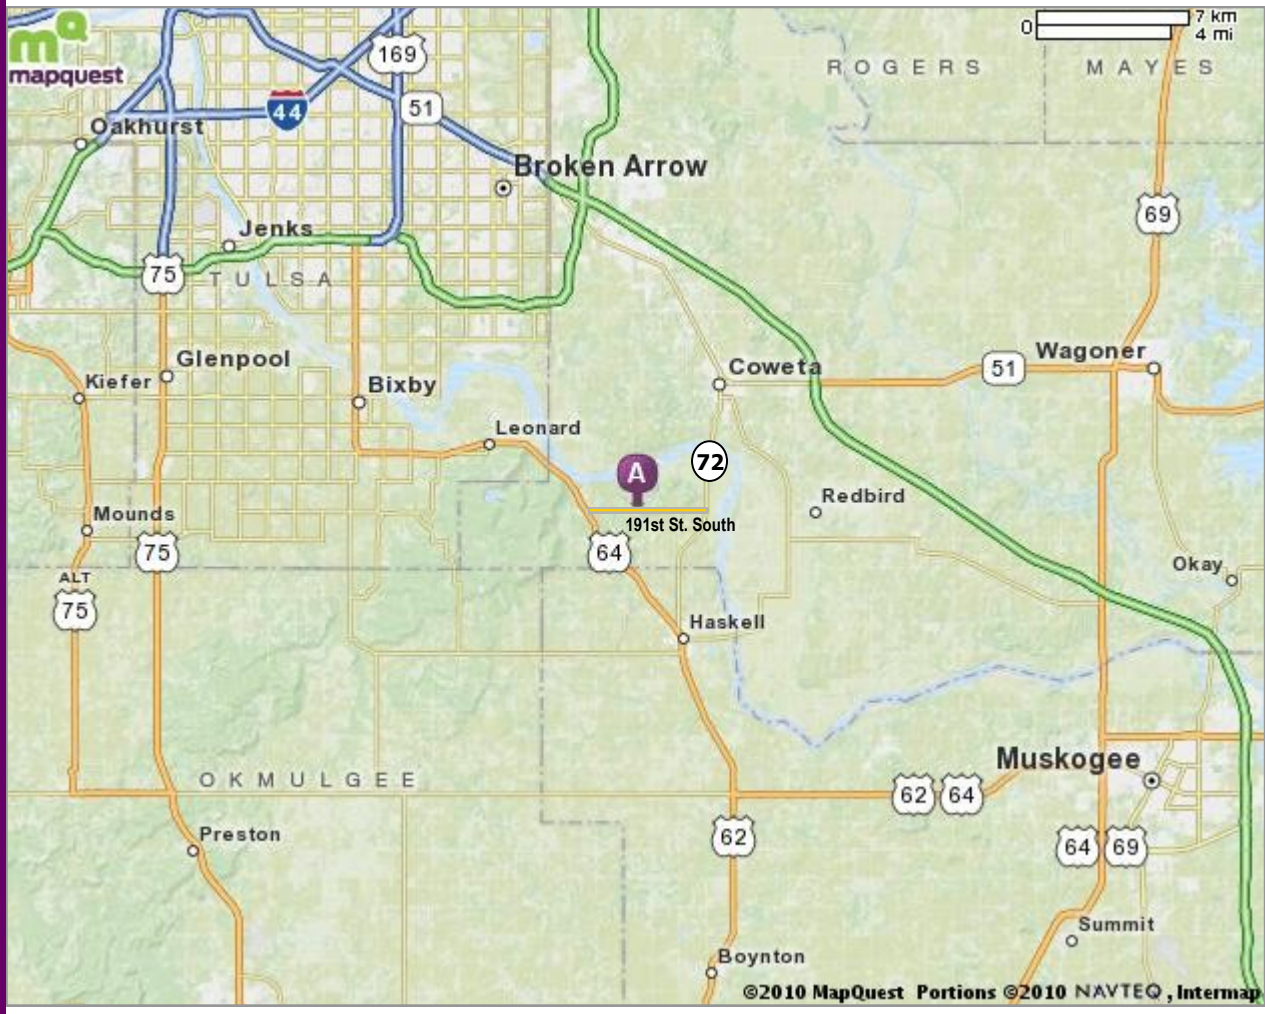 mapquest
0
7 km
4 mi
169
ROGERS
MAYES
44
51
Oakhurst
Broken Arrow
69
Jenks
75
TULSA
Glenpool
Kiefer
Bixby
Coweta
51
Wagoner
Leonard
72
A
Redbird
Mounds
191st St. South
75
64
Okay
ALT
75
Haskell
Muskogee
OKMULGEE
62
64
Preston
62
64
69
Summit
Boynton
©2010 MapQuest Portions ©2010 NAVTEQ, Intermap